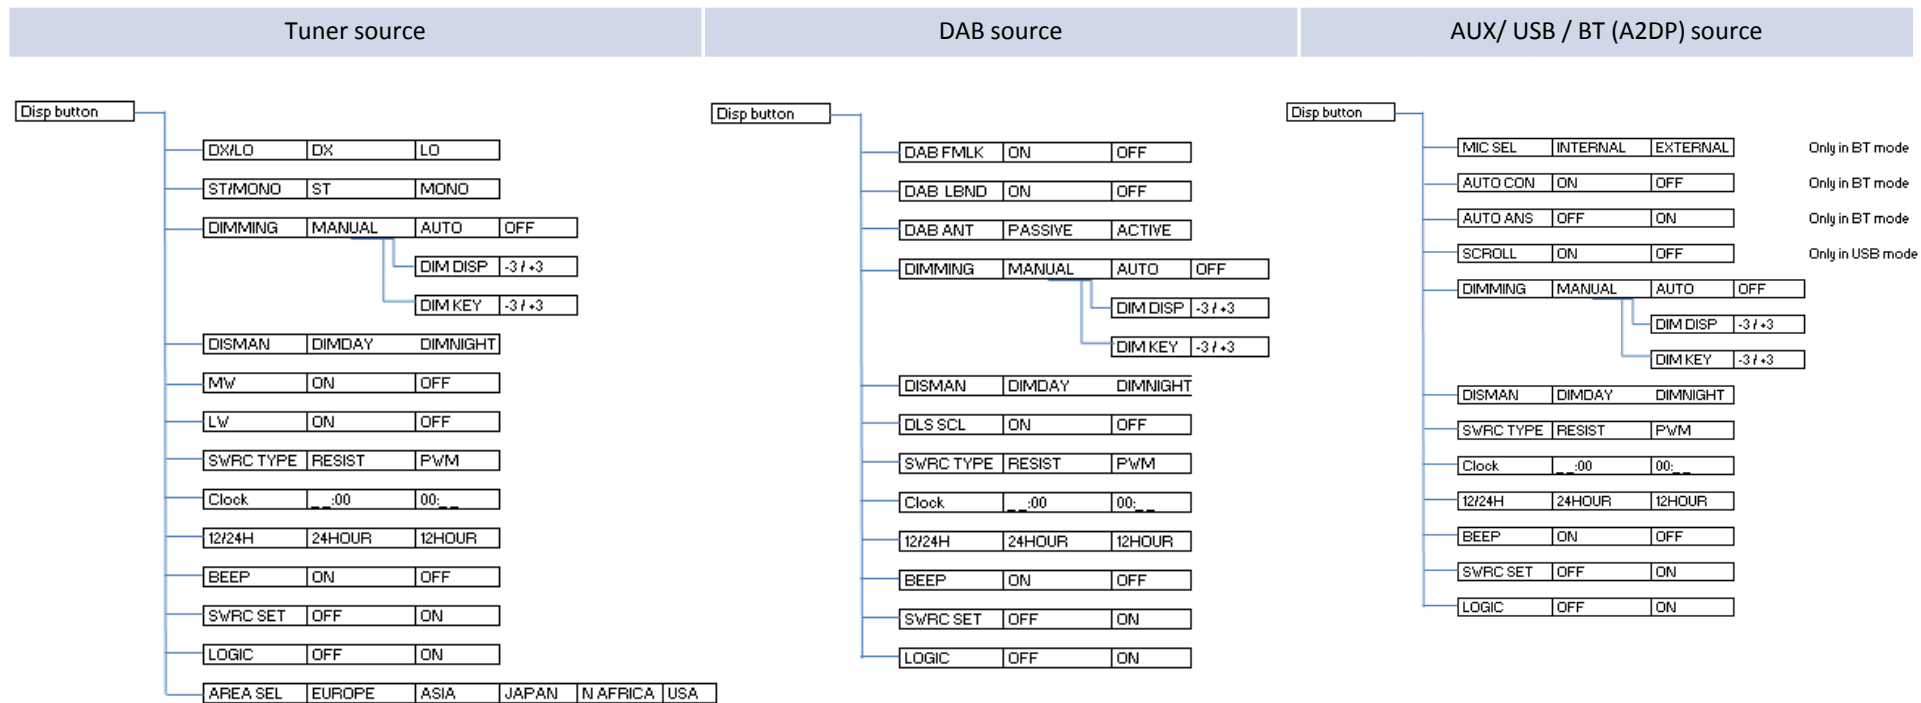 Tuner source
DAB source
AUX/ USB / BT (A2DP) source
Disp button
DX/LO DX LO
ST/MONO ST MONO
DIMMING MANUAL AUTO OFF
DIM DISP -3 / +3
DIM KEY -3 / +3
DISMAN DIMDAY DIMNIGHT
MW ON OFF
LW ON OFF
SWRC TYPE RESIST PWM
Clock _ _:00 00:_ _
12/24H 24HOUR 12HOUR
BEEP ON OFF
SWRC SET OFF ON
LOGIC OFF ON
AREA SEL EUROPE ASIA JAPAN N AFRICA USA
Disp button
DAB FMLK ON OFF
DAB LBND ON OFF
DAB ANT PASSIVE ACTIVE
DIMMING MANUAL AUTO OFF
DIM DISP -3 / +3
DIM KEY -3 / +3
DISMAN DIMDAY DIMNIGHT
DLS SCL ON OFF
SWRC TYPE RESIST PWM
Clock _ _:00 00:_ _
12/24H 24HOUR 12HOUR
BEEP ON OFF
SWRC SET OFF ON
LOGIC OFF ON
Disp button
MIC SEL INTERNAL EXTERNAL Only in BT mode
AUTO CON ON OFF Only in BT mode
AUTO ANS OFF ON Only in BT mode
SCROLL ON OFF Only in USB mode
DIMMING MANUAL AUTO OFF
DIM DISP -3 / +3
DIM KEY -3 / +3
DISMAN DIMDAY DIMNIGHT
SWRC TYPE RESIST PWM
Clock _ _:00 00:_ _
12/24H 24HOUR 12HOUR
BEEP ON OFF
SWRC SET OFF ON
LOGIC OFF ON